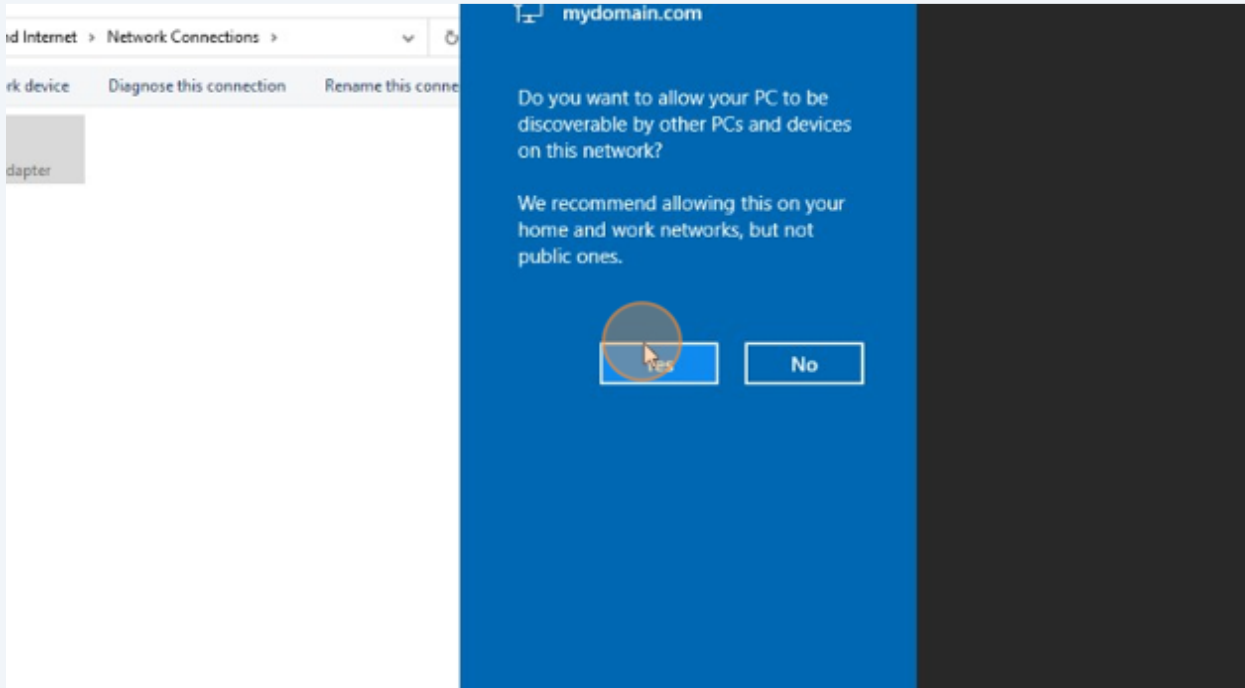 mydomain.com
nd Internet > Network Connections >
rk device Diagnose this connection Rename this conne
Do you want to allow your PC to be
discoverable by other PCs and devices
on this network?
dapter
We recommend allowing this on your
home and work networks, but not
public ones.
Yes No